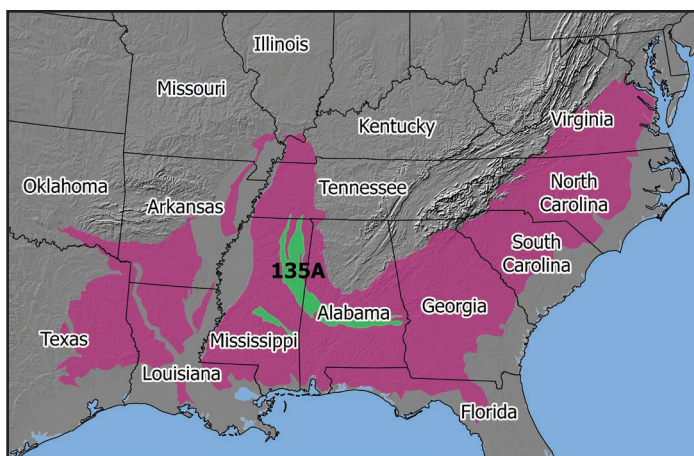 Illinois
Missouri
Kentucky
Virginia
Oklahoma
Arkansas
Tennessee
North
Carolina
South
Carolina
135A
Georgia
Alabama
Texas
Mississippi
Louisiana
Florida